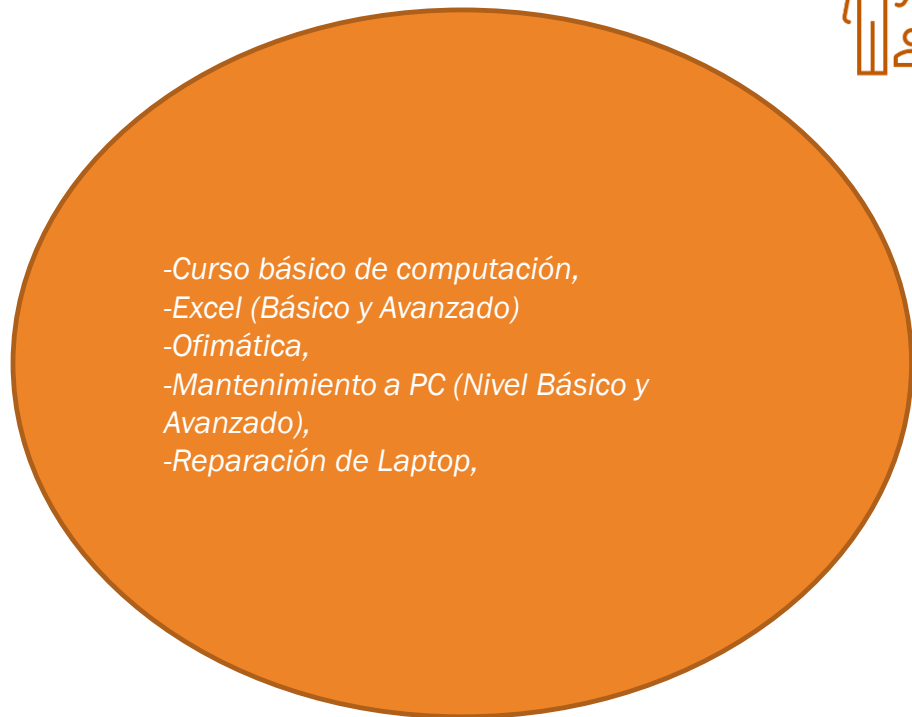 -Curso básico de computación,
-Excel (Básico y Avanzado)
-Ofimática,
-Mantenimiento a PC (Nivel Básico y
Avanzado),
-Reparación de Laptop,